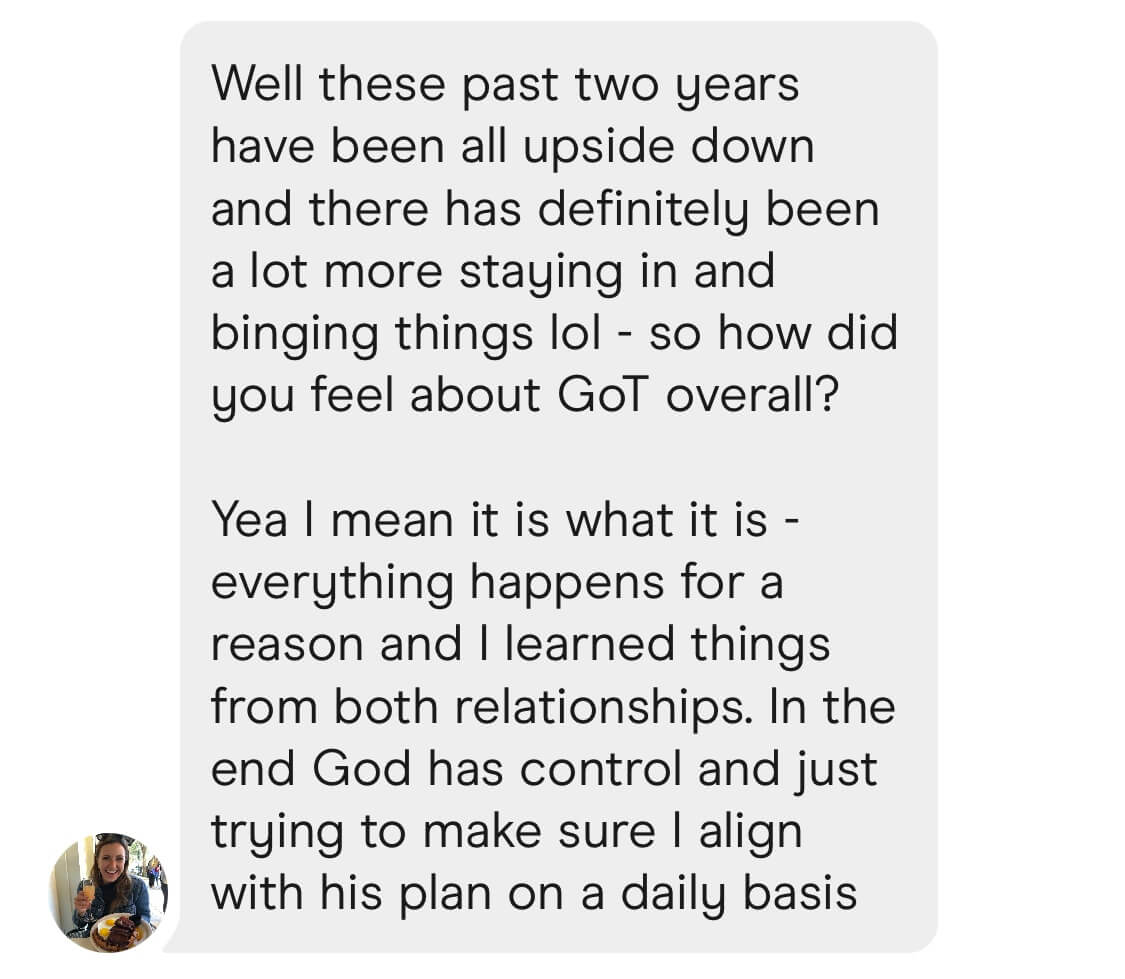 Well these past two years
have been all upside down
and there has definitely been
a lot more staying in and
binging things lol - so how did
you feel about GoT overall?
Yea I mean it is what it is -
everything happens for a
reason and I learned things
from both relationships. In the
end God has control and just
trying to make sure I align
with his plan on a daily basis